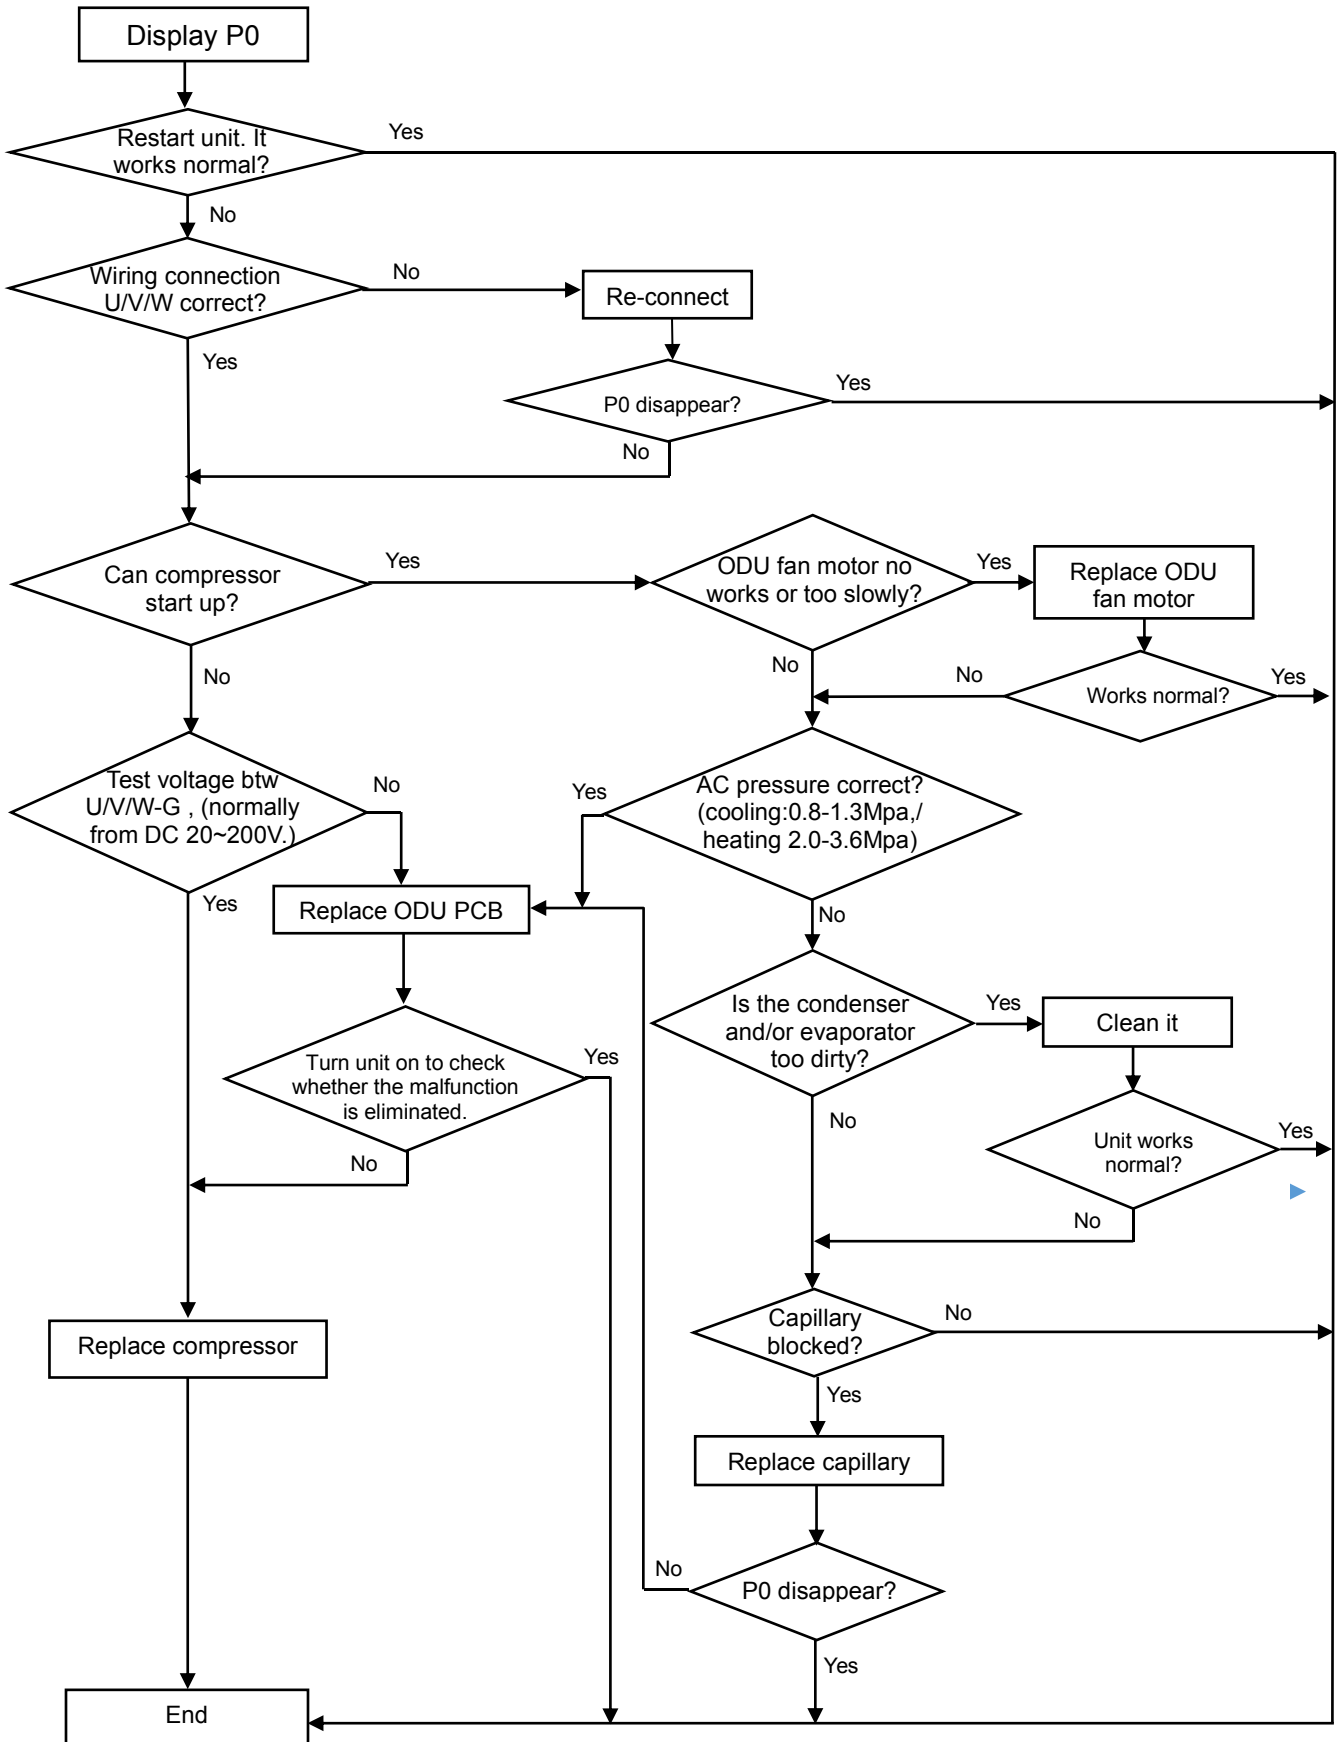 Display P0
Restart unit. It
works normal?
Yes
No
Wiring connection
U/V/W correct?
No
Re-connect
Yes
P0 disappear?
Yes
No
Can compressor
start up?
Yes
ODU fan motor no
works or too slowly?
Yes
Replace ODU
fan motor
No
No
Works normal?
Yes
No
Test voltage btw
U/V/W-G , (normally
from DC 20~200V.)
No
Yes
AC pressure correct?
(cooling:0.8-1.3Mpa,/
heating 2.0-3.6Mpa)
Yes
Replace ODU PCB
No
Is the condenser
and/or evaporator
too dirty?
Yes
Clean it
Turn unit on to check
whether the malfunction
is eliminated.
Yes
No
No
Unit works
normal?
Yes
No
Capillary
blocked?
No
Replace compressor
Yes
Replace capillary
No
P0 disappear?
Yes
End